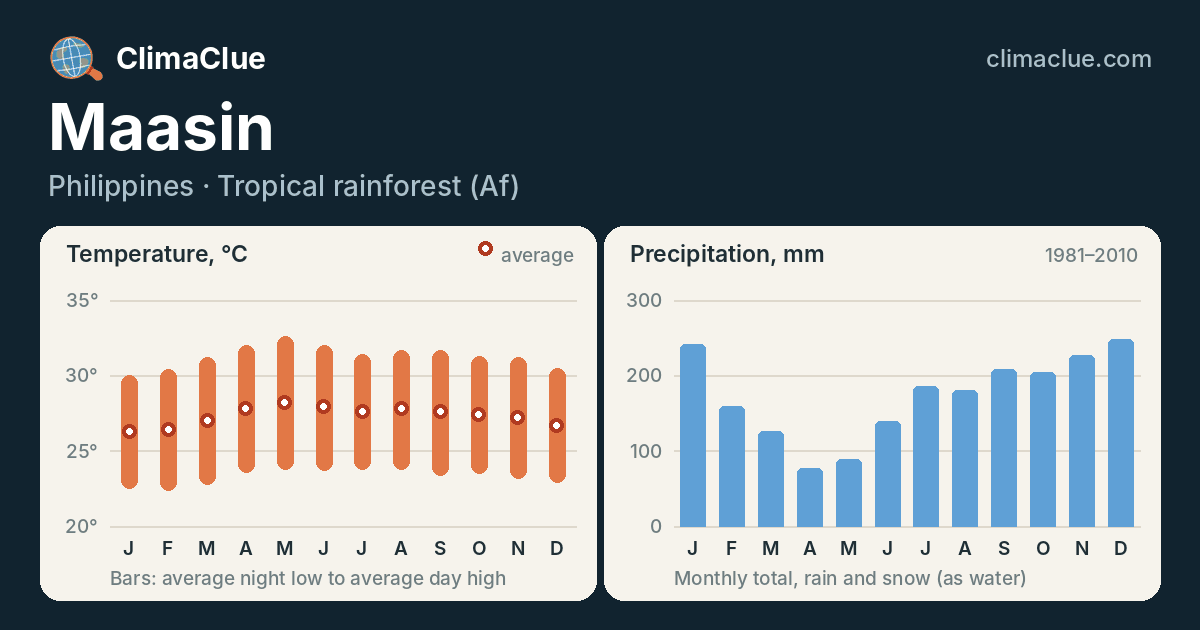 ClimaClue
climaclue.com
Maasin
Philippines · Tropical rainforest (Af)
Temperature, °C
average
35°
30°
25°
20°
J F M A M J J A S O N D
Bars: average night low to average day high
Precipitation, mm
1981–2010
300
200
100
0
J F M A M J J A S O N D
Monthly total, rain and snow (as water)